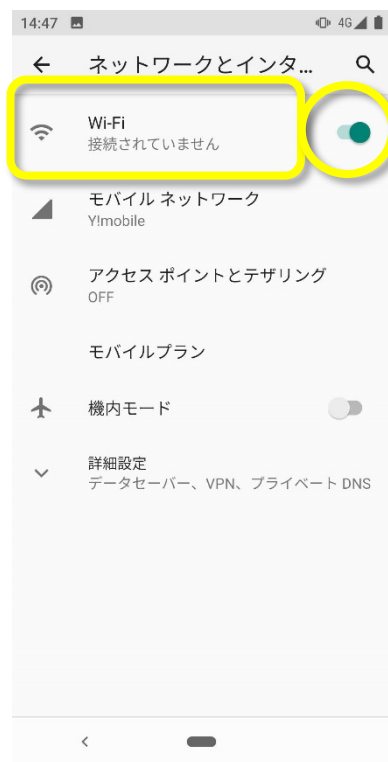 14:47 4G
ネットワークとインタ...
Wi-Fi
接続されていません
モバイル ネットワーク
Y!mobile
アクセス ポイントとテザリング
OFF
モバイルプラン
機内モード
詳細設定
データセーバー、VPN、プライベート DNS